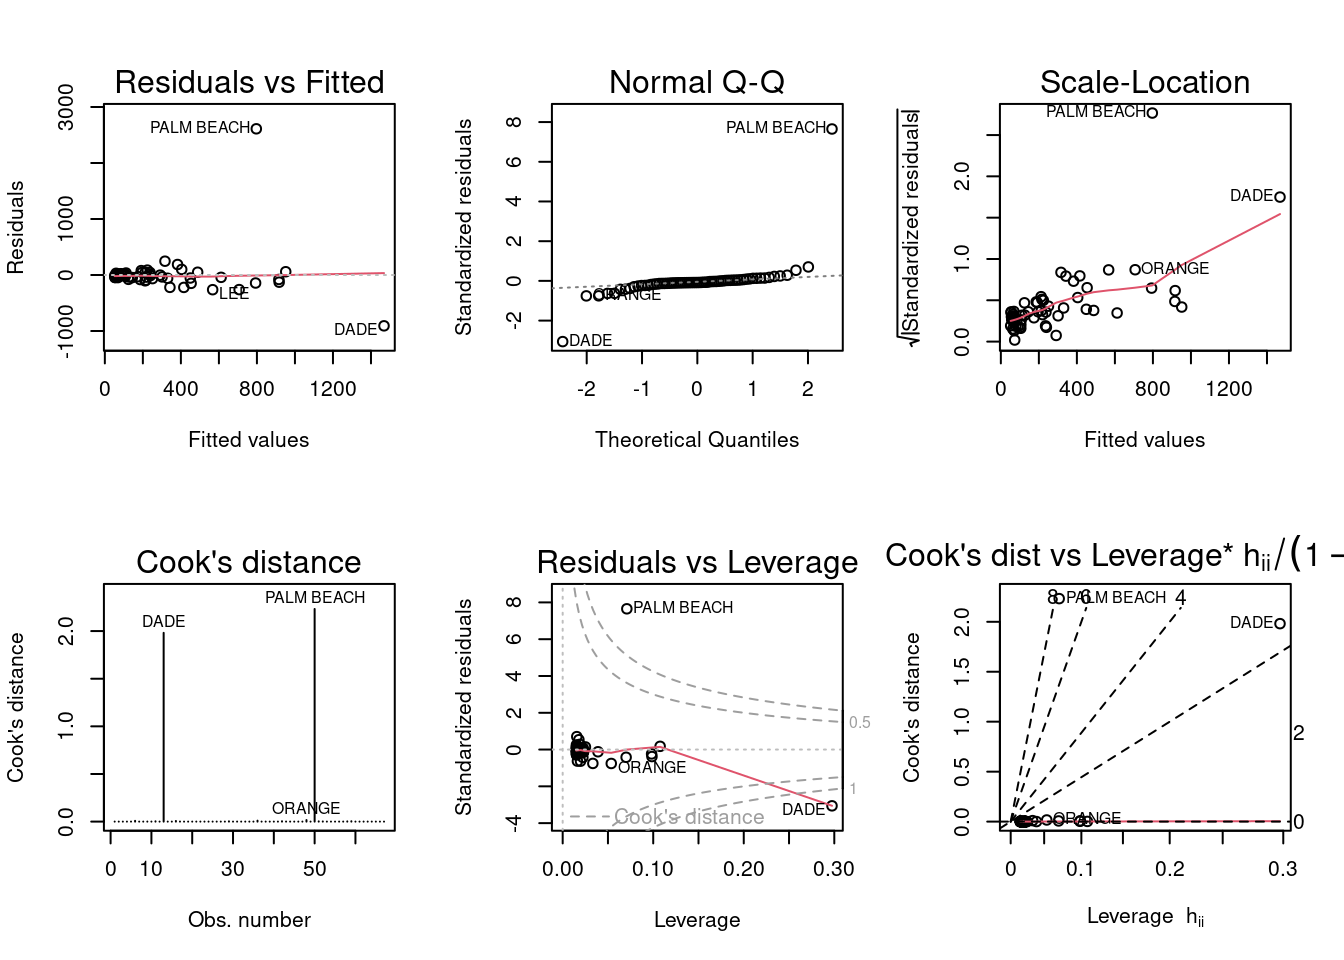 Residuals vs Fitted
3000
1000
0
-1000
Residuals
PALM BEACH
LEE
DADE
0 400 800 1200
Fitted values
Normal Q-Q
8
6
4
2
0
-2
Standardized residuals
PALM BEACH
ORANGE
DADE
-2 -1 0 1 2
Theoretical Quantiles
Scale-Location
2.0
1.0
0.0
√|Standardized residuals|
PALM BEACH
DADE
ORANGE
0 400 800 1200
Fitted values
Cook's distance
2.0
1.0
0.0
Cook's distance
PALM BEACH
DADE
ORANGE
0 10 30 50
Obs. number
Residuals vs Leverage
8
6
4
2
0
-4
Standardized residuals
PALM BEACH
0.5
ORANGE
1
DADE
Cook's distance
0.00 0.10 0.20 0.30
Leverage
Cook's dist vs Leverage* hii/(1 −
2.0
1.5
1.0
0.5
0.0
Cook's distance
8 6 4
PALM BEACH
DADE
2
ORANGE
0
0 0.1 0.2 0.3
Leverage hii